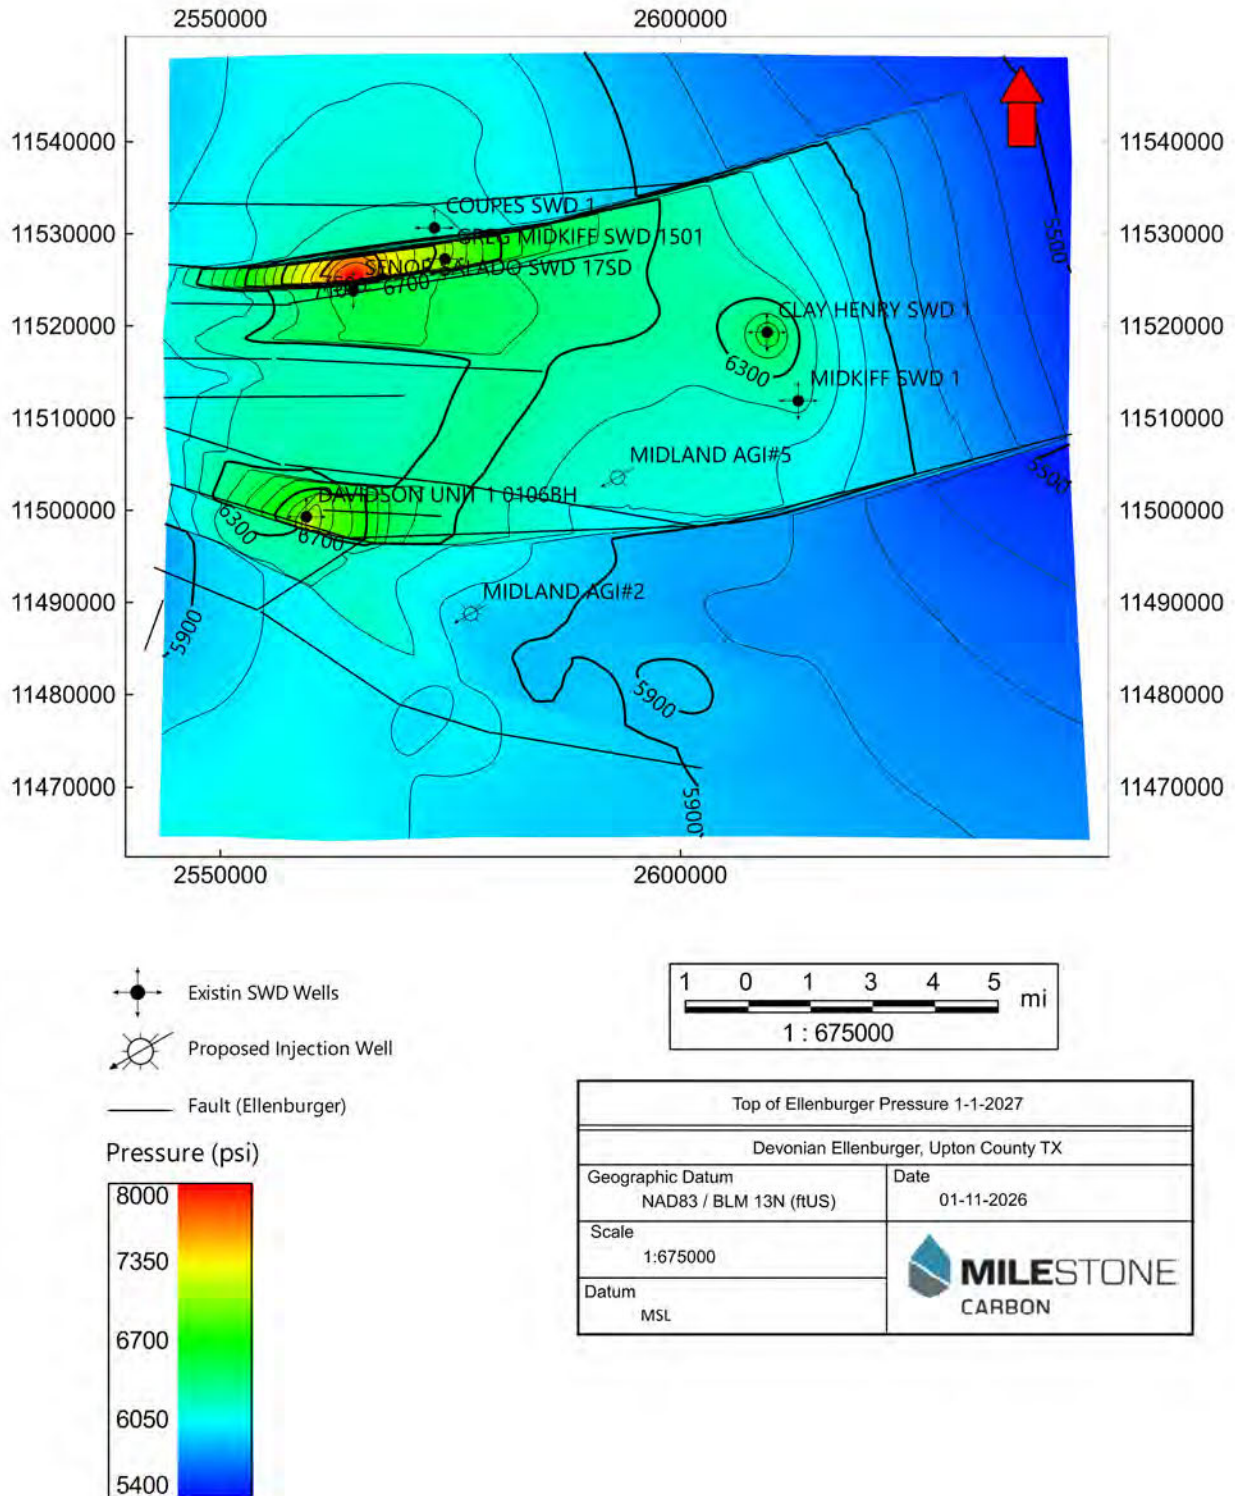 2550000 2600000
11540000 11540000
11530000 11530000
11520000 11520000
11510000 11510000
11500000 11500000
11490000 11490000
11480000 11480000
11470000 11470000
COUPES SWD 1
GREG MIDKIFF SWD 1501
SENOR SALADO SWD 17SD
6700
CLAY HENRY SWD 1
6300
MIDKIFF SWD 1
MIDLAND AGI#5
DAVIDSON UNIT 1 0106BH
6300
6700
MIDLAND AGI#2
5900
5900
5900
5500
5500
2550000 2600000
Existin SWD Wells
Proposed Injection Well
Fault (Ellenburger)
Pressure (psi)
8000
7350
6700
6050
5400
1 0 1 3 4 5 mi
1 : 675000
Top of Ellenburger Pressure 1-1-2027
Devonian Ellenburger, Upton County TX
Geographic Datum
NAD83 / BLM 13N (ftUS)
Date
01-11-2026
Scale
1:675000
Datum
MSL
MILESTONE
CARBON